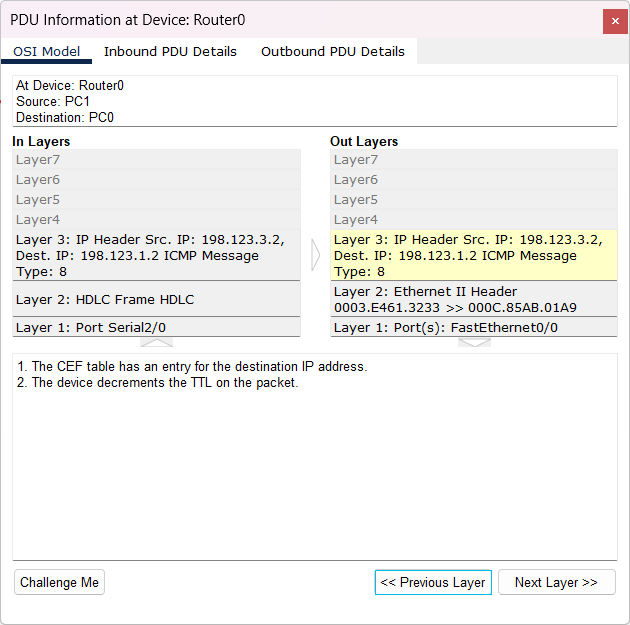 PDU Information at Device: Router0
OSI Model
Inbound PDU Details
Outbound PDU Details
At Device: Router0
Source: PC1
Destination: PC0
In Layers
Layer7
Layer6
Layer5
Layer4
Layer 3: IP Header Src. IP: 198.123.3.2,
Dest. IP: 198.123.1.2 ICMP Message
Type: 8
Layer 2: HDLC Frame HDLC
Layer 1: Port Serial2/0
Out Layers
Layer7
Layer6
Layer5
Layer4
Layer 3: IP Header Src. IP: 198.123.3.2,
Dest. IP: 198.123.1.2 ICMP Message
Type: 8
Layer 2: Ethernet II Header
0003.E461.3233 >> 000C.85AB.01A9
Layer 1: Port(s): FastEthernet0/0
1. The CEF table has an entry for the destination IP address.
2. The device decrements the TTL on the packet.
Challenge Me
<< Previous Layer
Next Layer >>